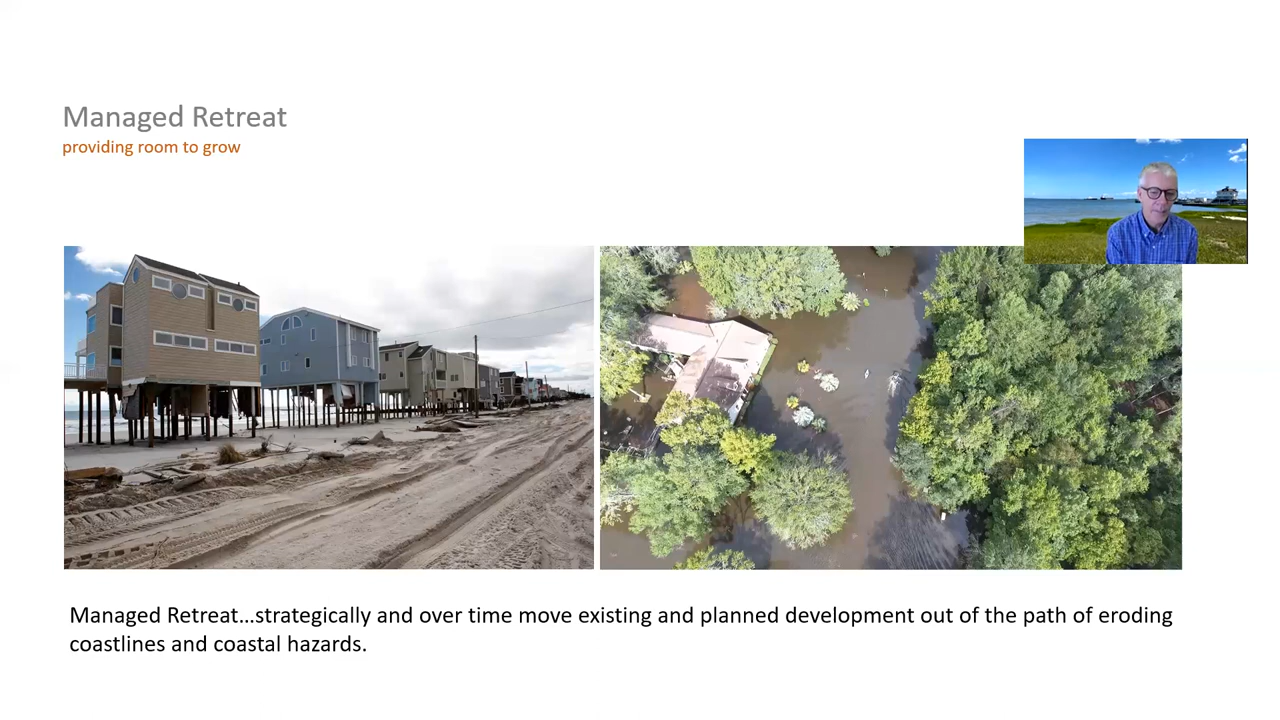 Managed Retreat
providing room to grow
Managed Retreat...strategically and over time move existing and planned development out of the path of eroding
coastlines and coastal hazards.